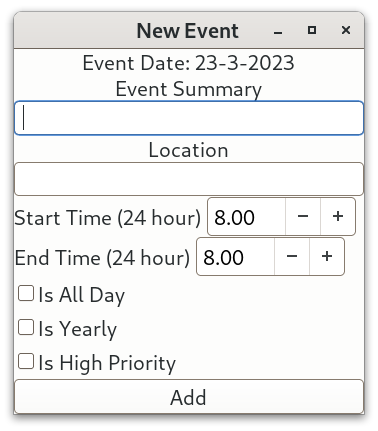 New Event
Event Date: 23-3-2023
Event Summary
Location
Start Time (24 hour) 8.00 − +
End Time (24 hour) 8.00 − +
Is All Day
Is Yearly
Is High Priority
Add